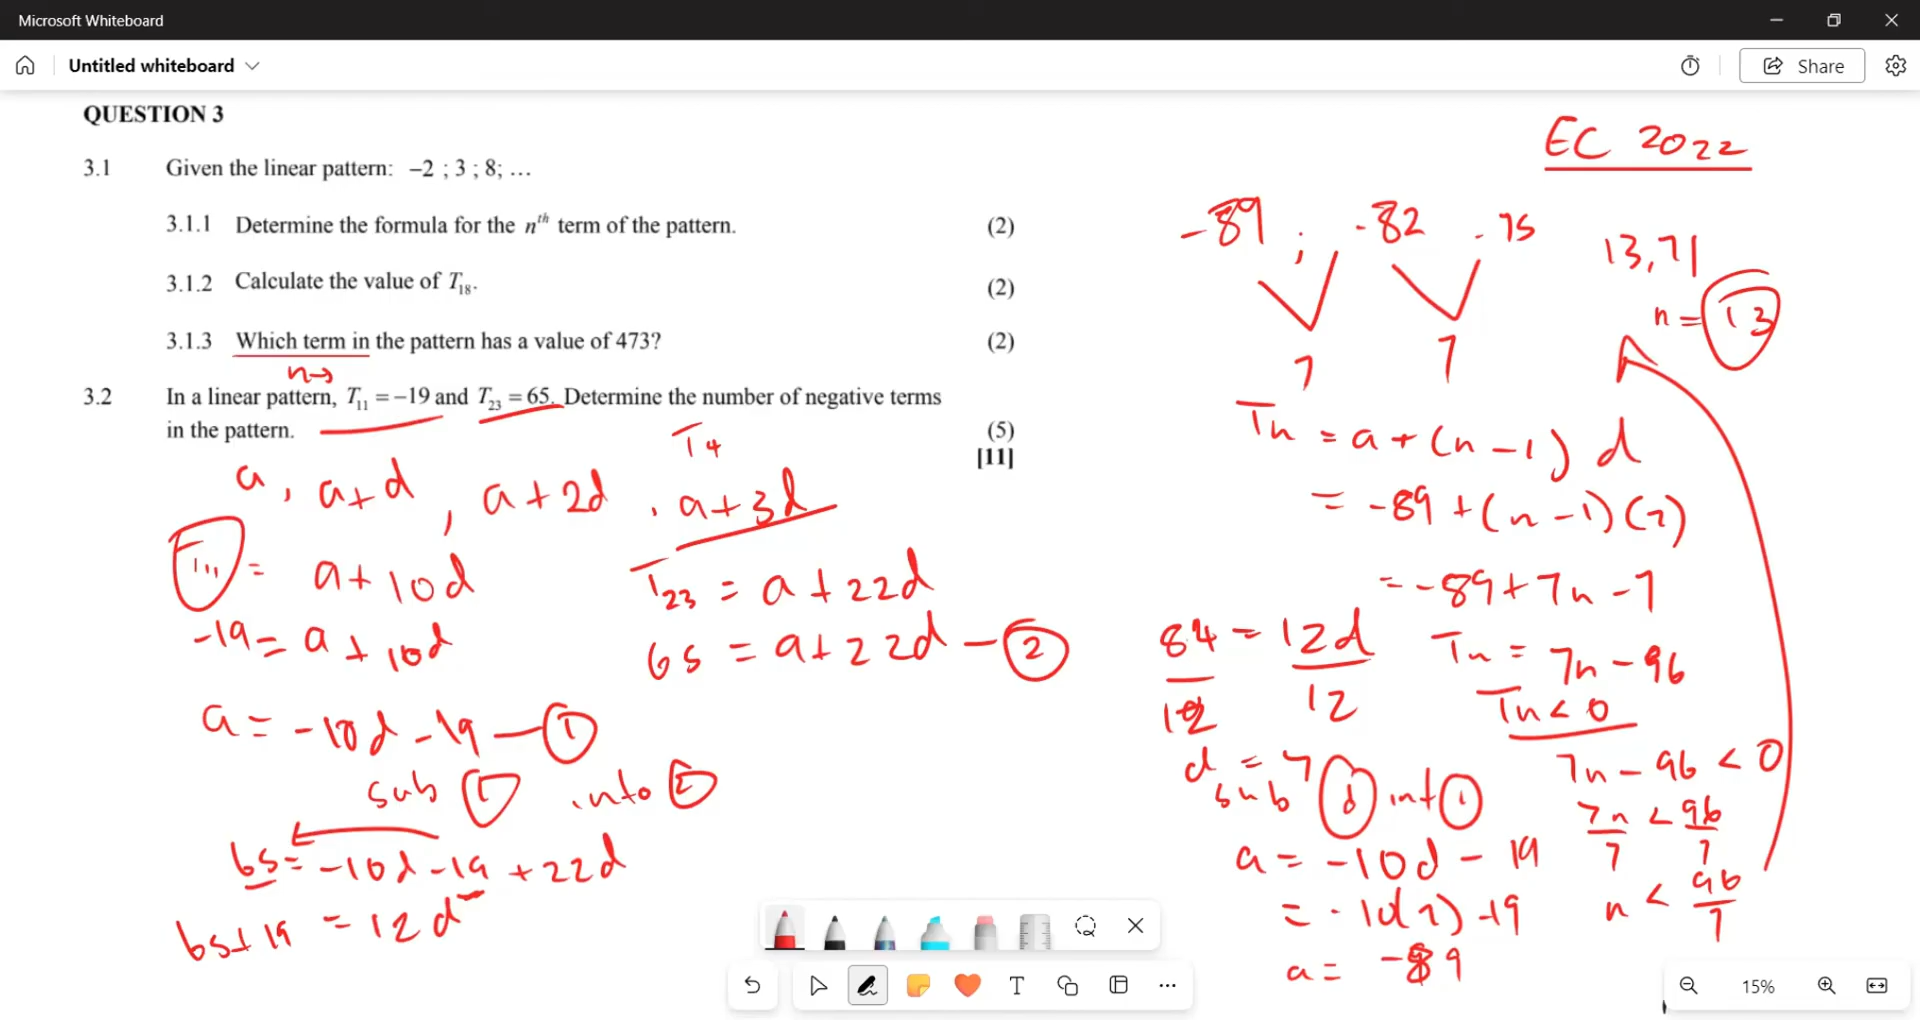 Microsoft Whiteboard
Untitled whiteboard
Share
QUESTION 3
EC 2022
3.1 Given the linear pattern: −2 ; 3 ; 8; …
3.1.1 Determine the formula for the nth term of the pattern. (2)
3.1.2 Calculate the value of T18. (2)
3.1.3 Which term in the pattern has a value of 473? (2)
n→
3.2 In a linear pattern, T11 = −19 and T23 = 65. Determine the number of negative terms
in the pattern. (5)
[11]
T4
a, a+d, a+2d, a+3d
T11 = a+10d
-19 = a+10d
a = -10d -19 — 1
sub 1 into 2
65 = -10d -19 +22d
65+19 = 12d
T23 = a+22d
65 = a+22d — 2
-89 ; -82 -75
7 7
13,71
n = 13
Tn = a+(n-1)d
= -89+(n-1)(7)
= -89+7n-7
Tn = 7n-96
Tn < 0
7n-96 < 0
7n < 96
7 7
n < 96
7
84 = 12d
12 12
d = 7
sub d int 1
a = -10d - 19
= -10(7) -19
a = -89
15%